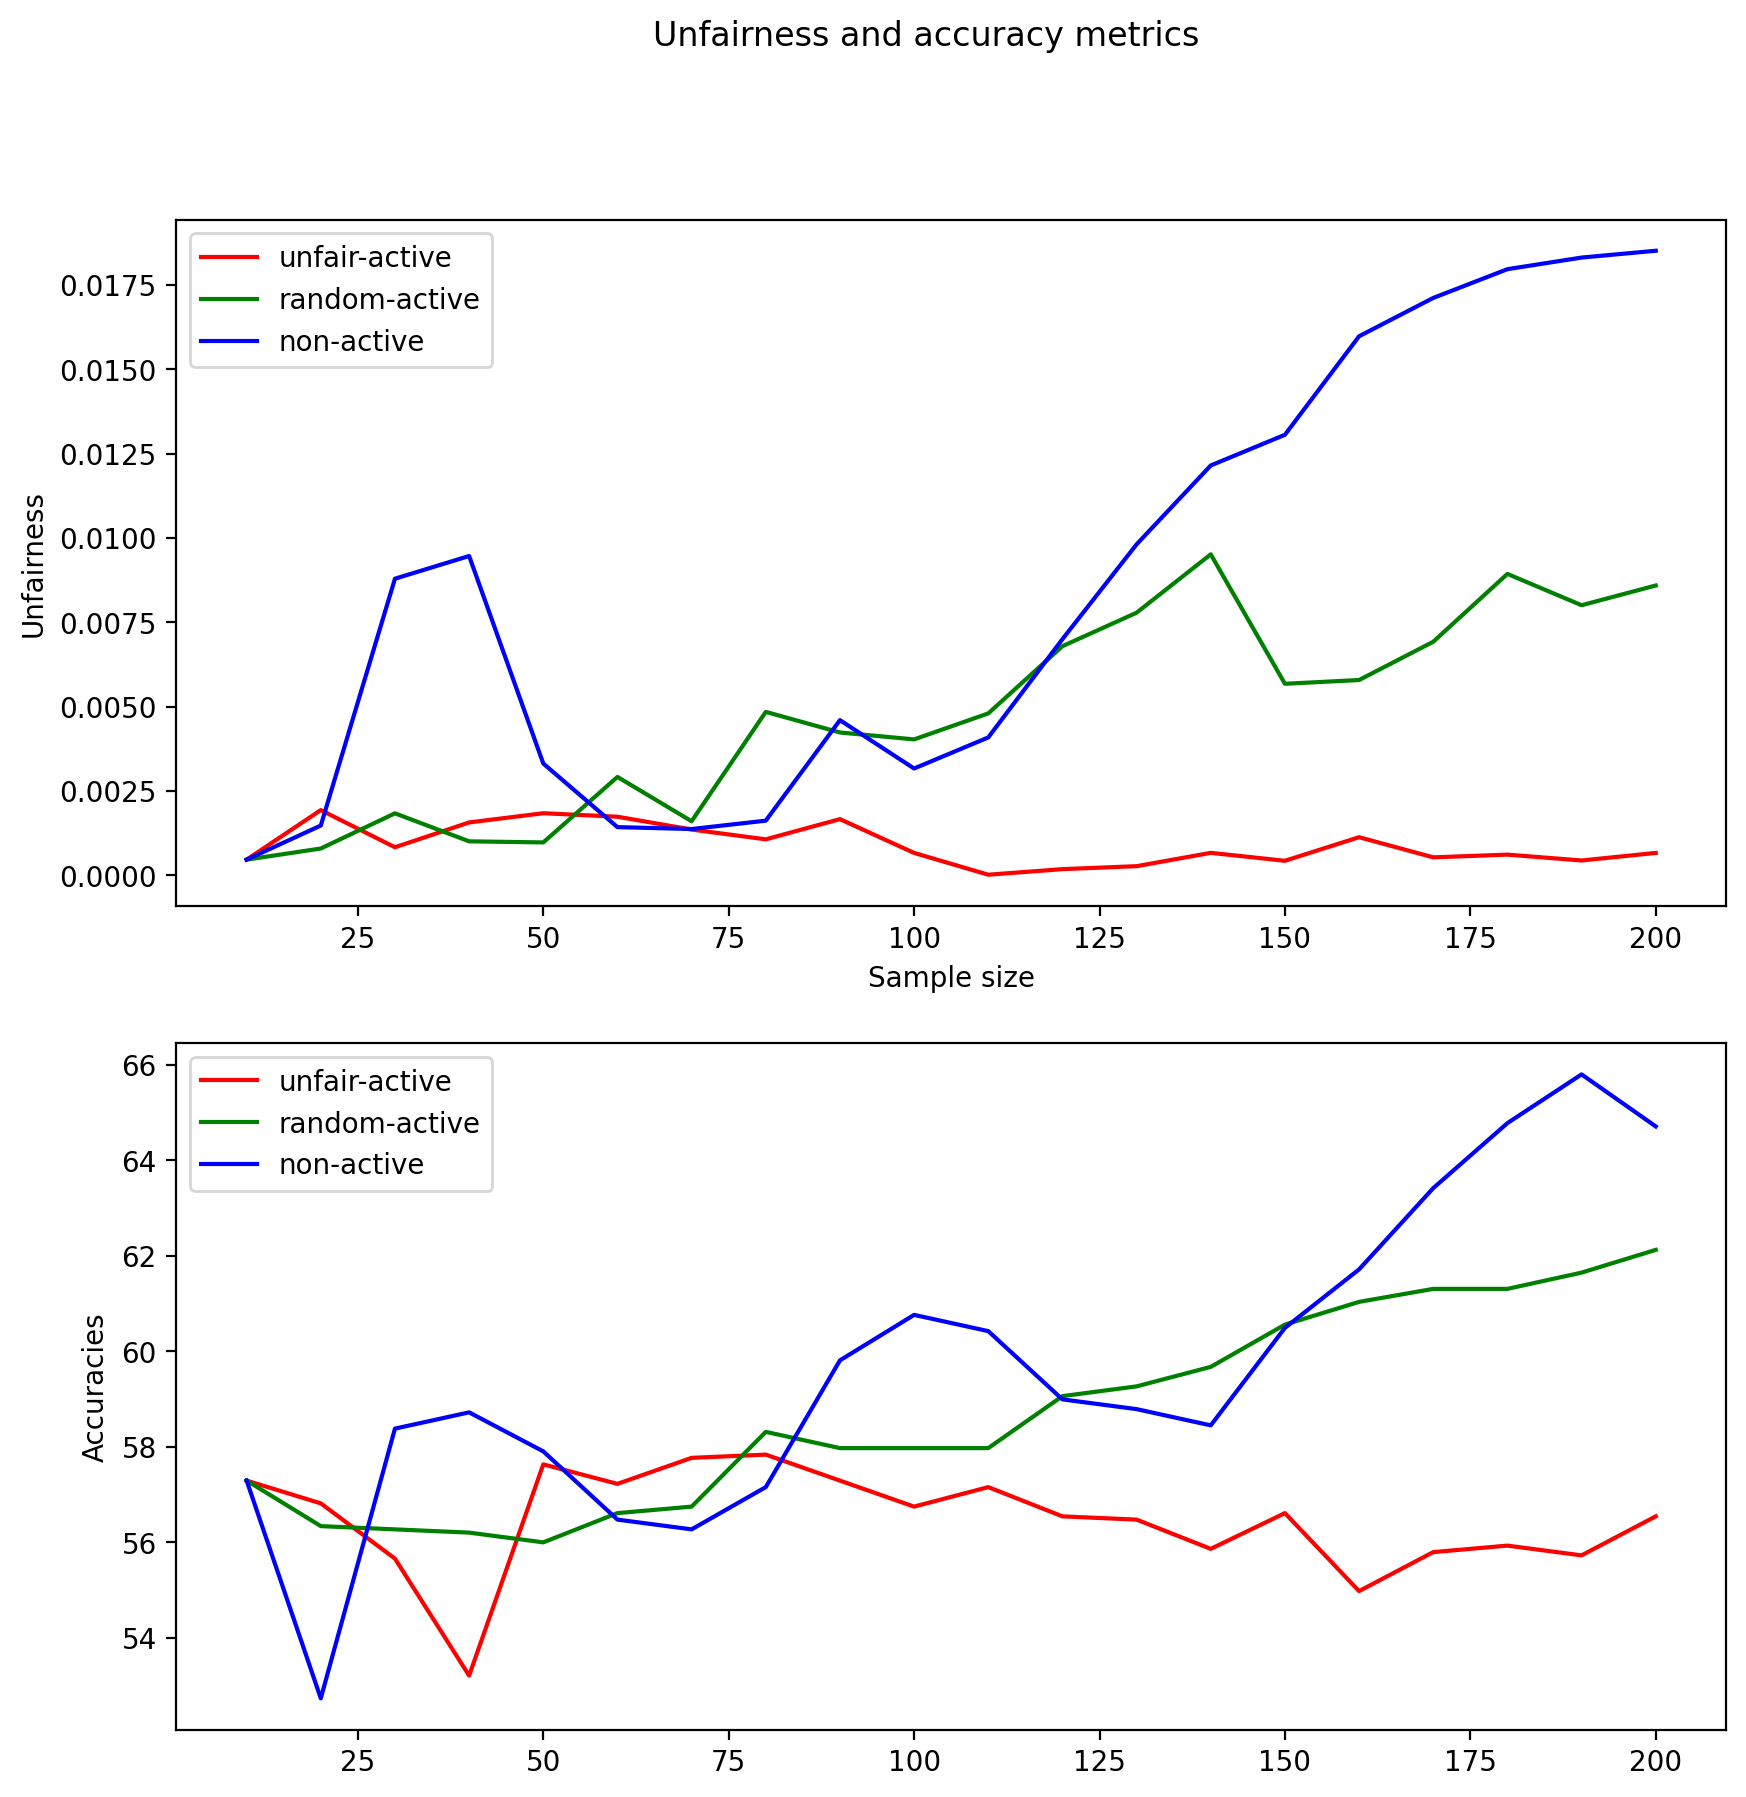 Unfairness and accuracy metrics
unfair-active
random-active
non-active
0.0175
0.0150
0.0125
0.0100
0.0075
0.0050
0.0025
0.0000
Unfairness
25 50 75 100 125 150 175 200
Sample size
unfair-active
random-active
non-active
66
64
62
60
58
56
54
Accuracies
25 50 75 100 125 150 175 200